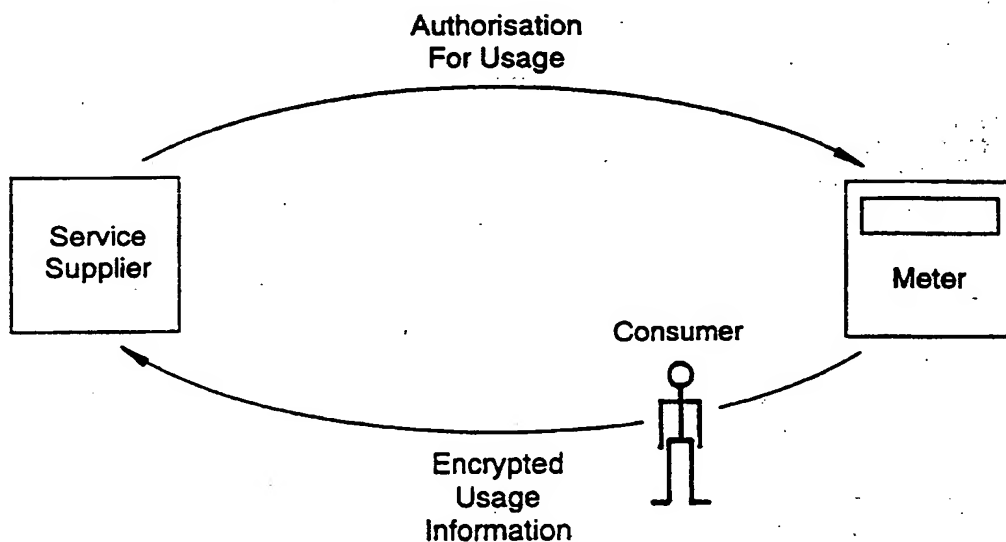 Authorisation
For Usage
Service
Supplier
Meter
Consumer
Encrypted
Usage
Information